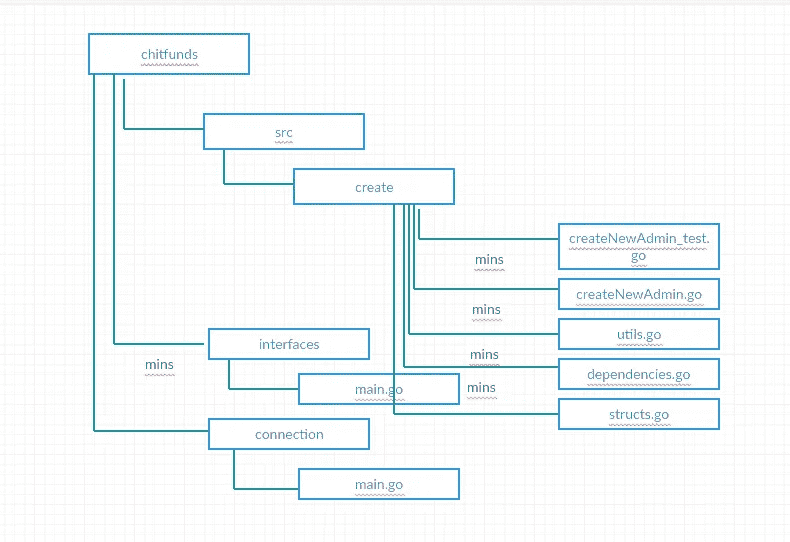 chitfunds
src
create
createNewAdmin_test.
go
mins
createNewAdmin.go
mins
utils.go
interfaces
mins
mins
dependencies.go
main.go
mins
structs.go
connection
main.go